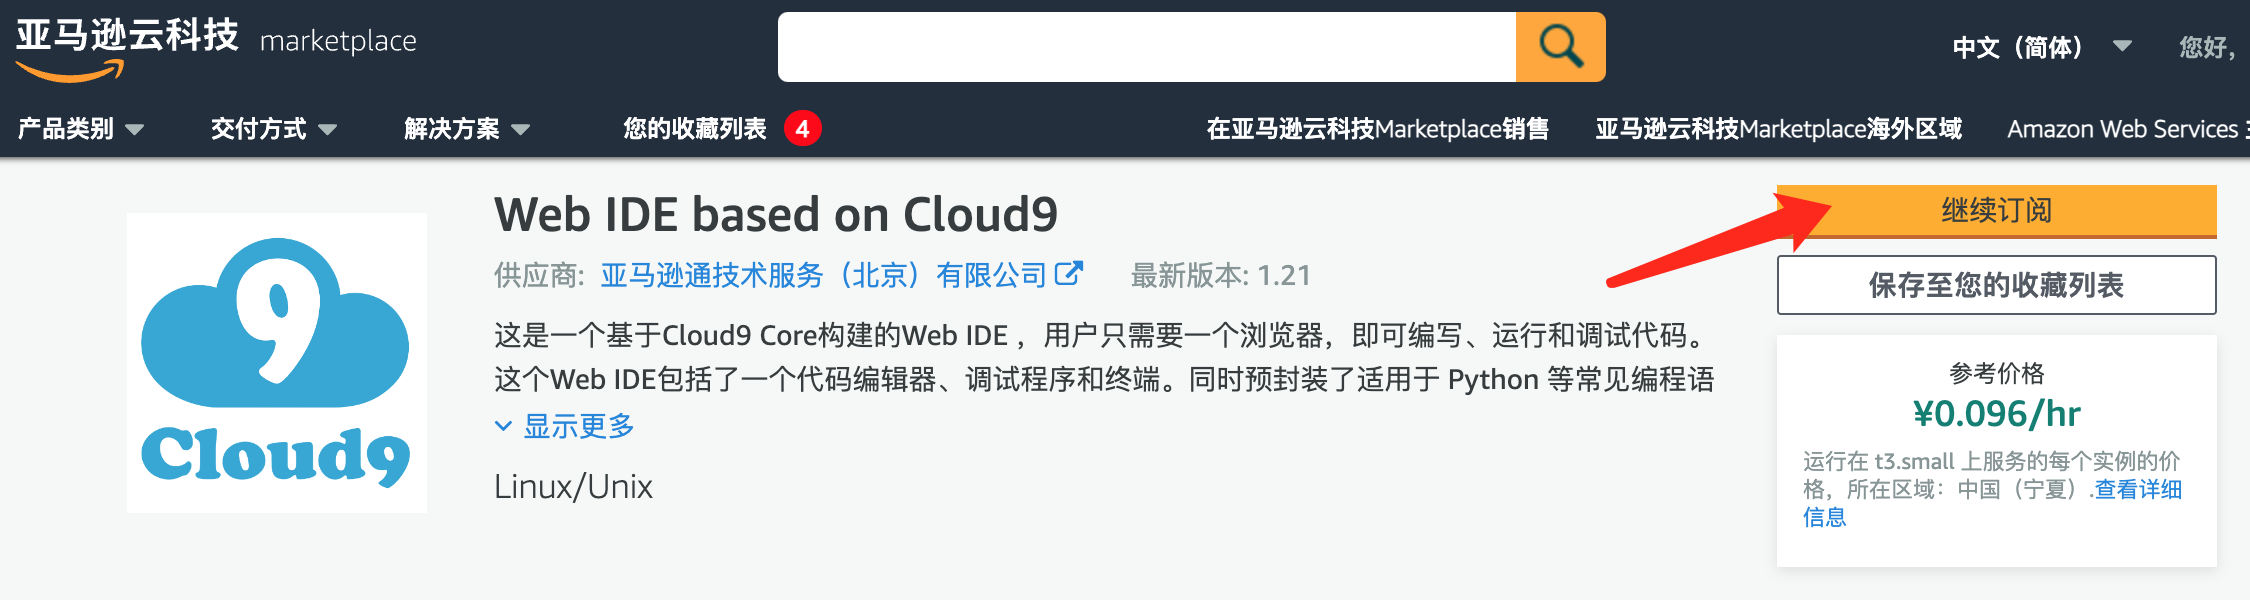 亚马逊云科技 marketplace
中文（简体）
您好,
产品类别
交付方式
解决方案
您的收藏列表 4
在亚马逊云科技Marketplace销售
亚马逊云科技Marketplace海外区域
Amazon Web Services
9
Cloud9
Web IDE based on Cloud9
供应商: 亚马逊通技术服务（北京）有限公司 最新版本: 1.21
这是一个基于Cloud9 Core构建的Web IDE ，用户只需要一个浏览器，即可编写、运行和调试代码。
这个Web IDE包括了一个代码编辑器、调试程序和终端。同时预封装了适用于 Python 等常见编程语
显示更多
Linux/Unix
继续订阅
保存至您的收藏列表
参考价格
¥0.096/hr
运行在 t3.small 上服务的每个实例的价
格，所在区域：中国（宁夏）.查看详细
信息